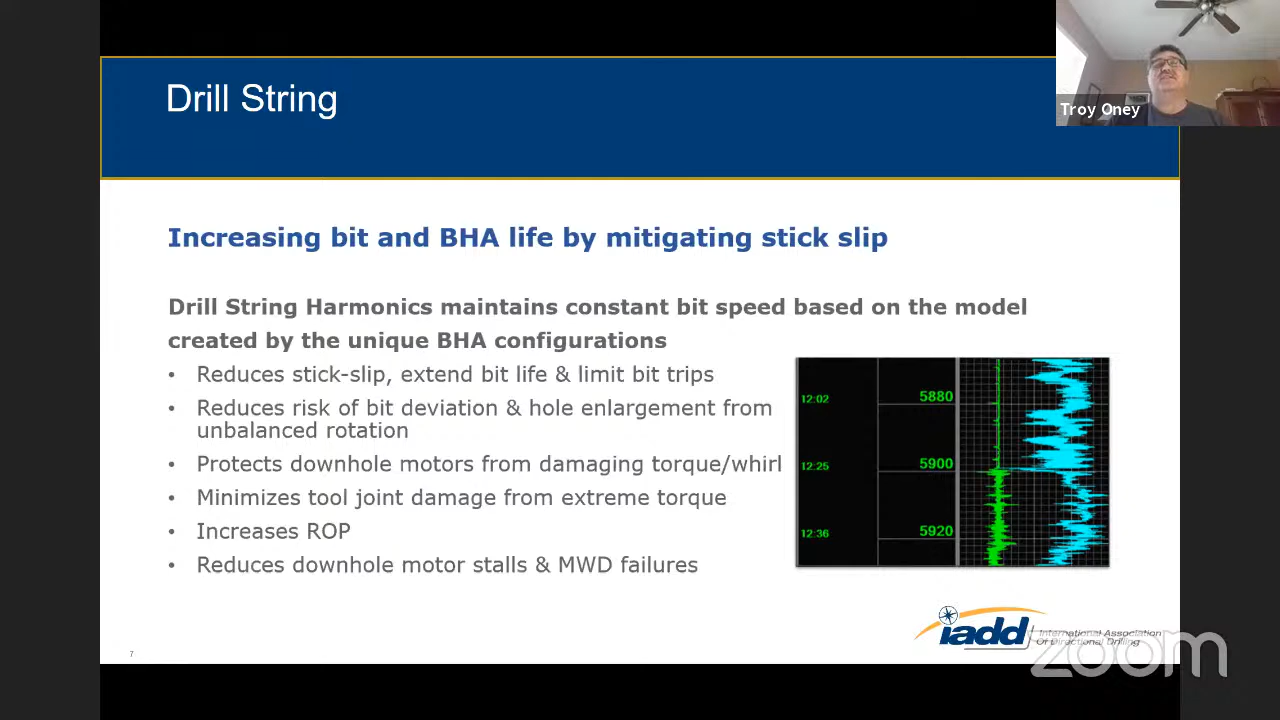 Drill String
Troy Oney
Increasing bit and BHA life by mitigating stick slip
Drill String Harmonics maintains constant bit speed based on the model
created by the unique BHA configurations
• Reduces stick-slip, extend bit life & limit bit trips
• Reduces risk of bit deviation & hole enlargement from
unbalanced rotation
• Protects downhole motors from damaging torque/whirl
• Minimizes tool joint damage from extreme torque
• Increases ROP
• Reduces downhole motor stalls & MWD failures
12:02 5880
12:25 5900
12:36 5920
iadd
International Association
Of Directional Drilling
zoom
7